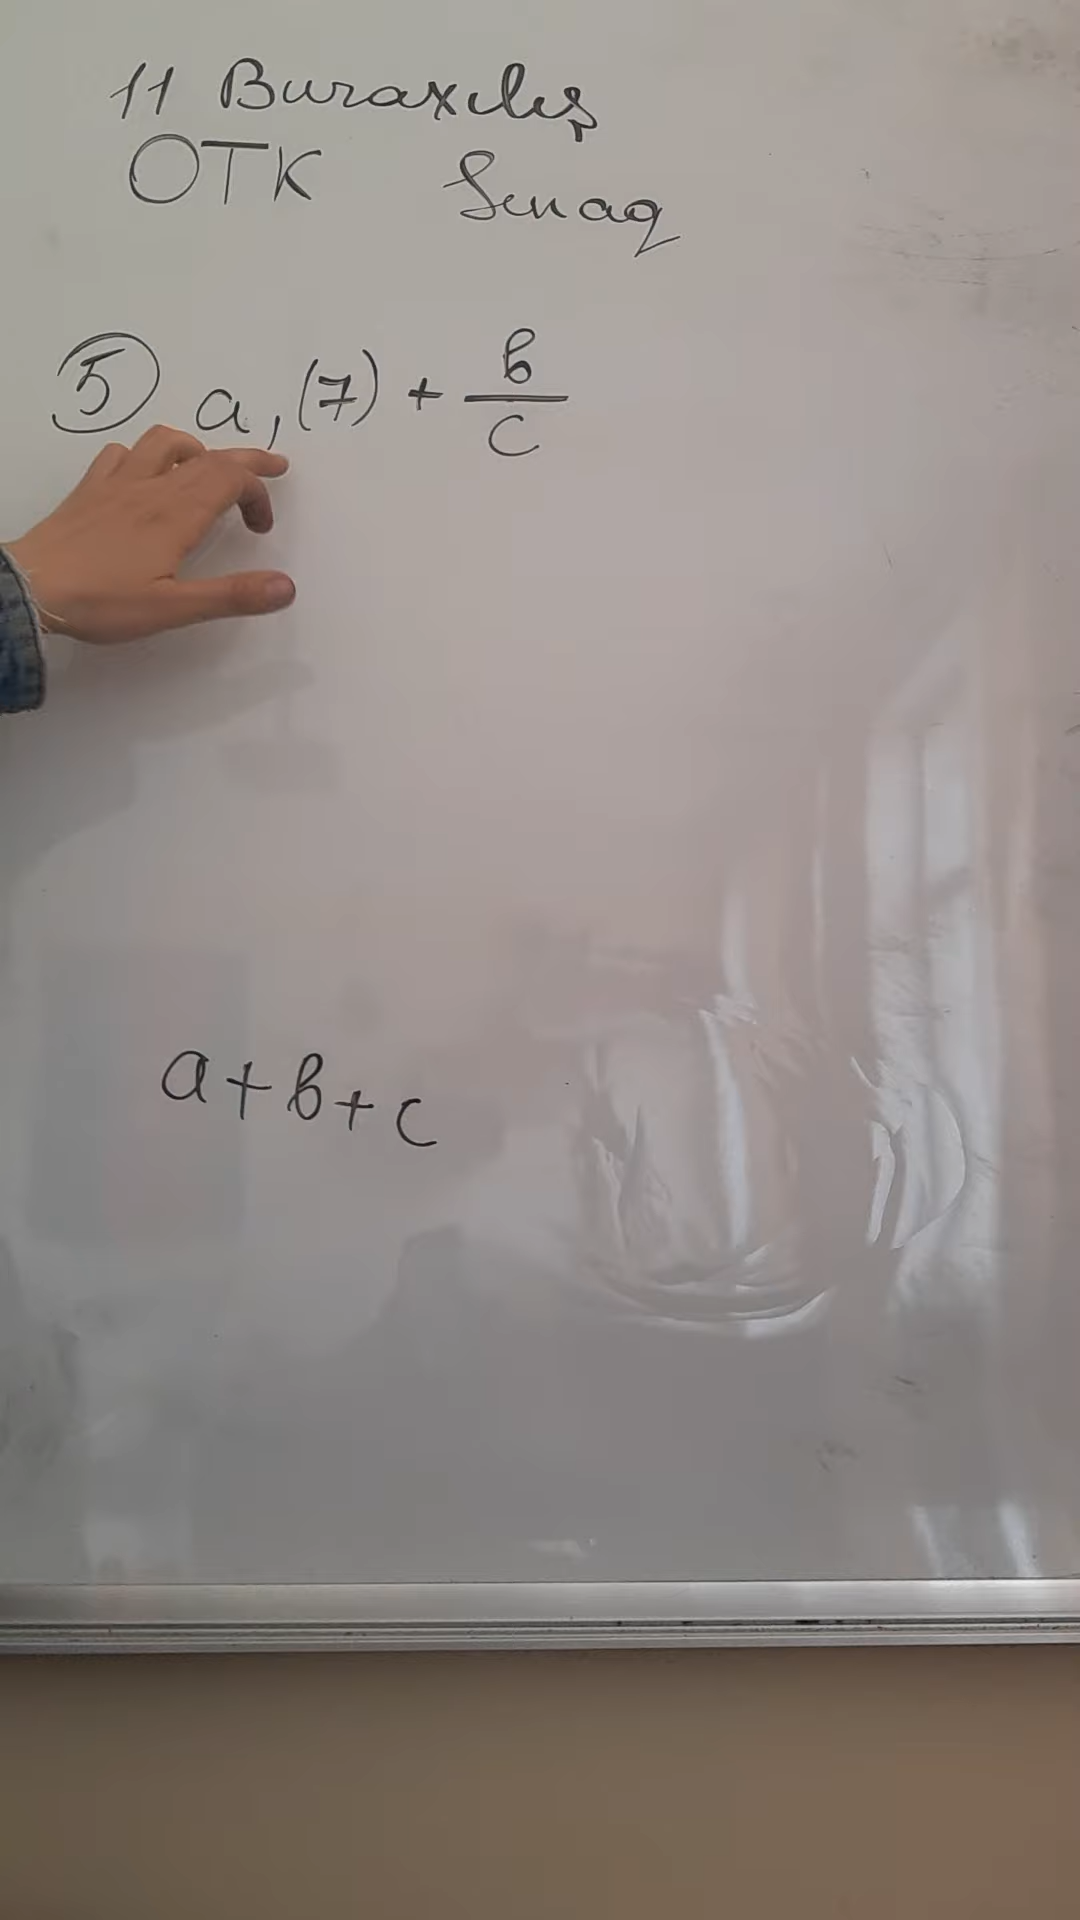 11 Buraxılış
OTK Sınaq
5 a,(7) + b/c
a+b+c